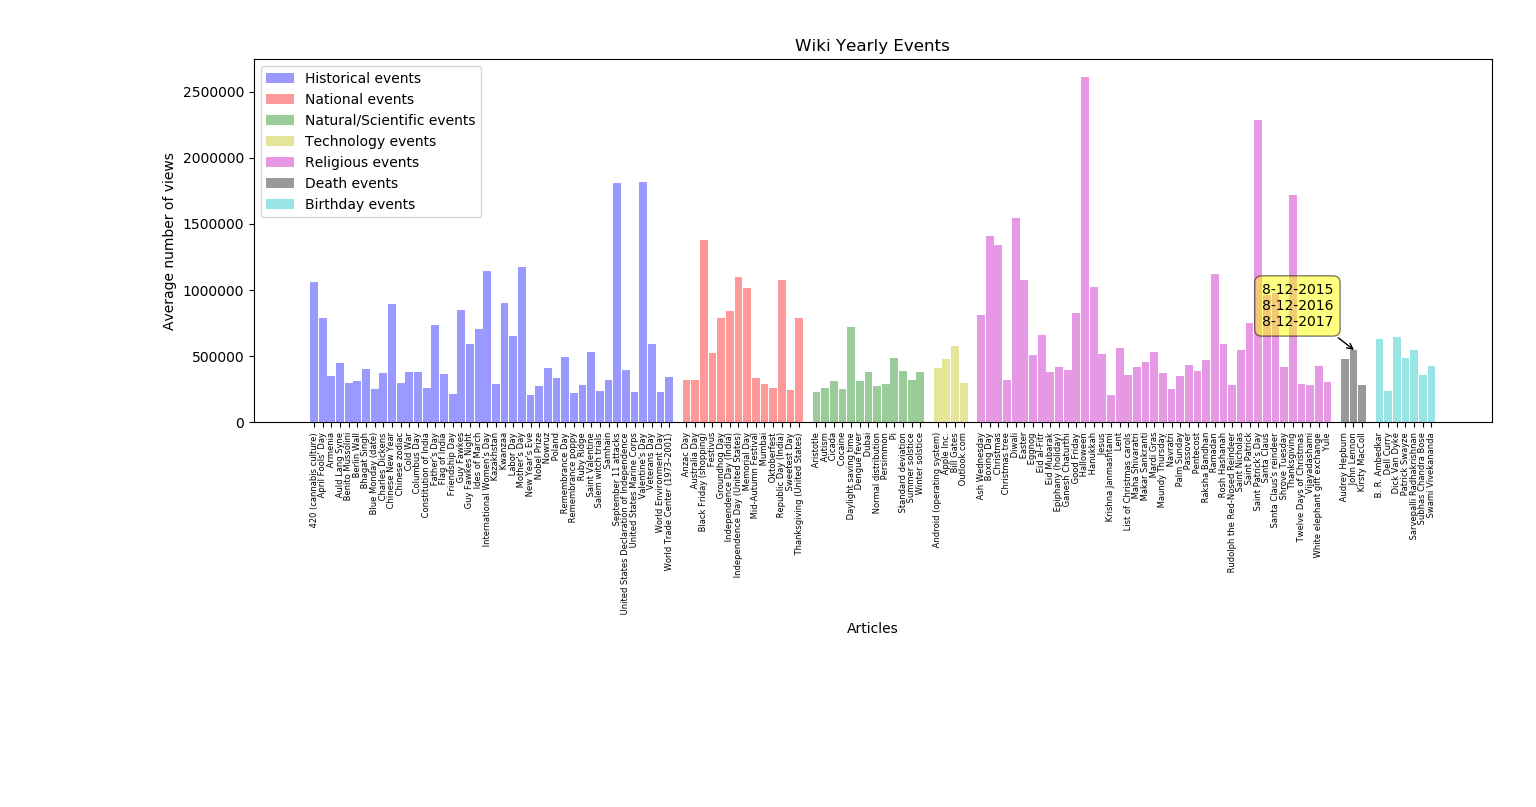 Wiki Yearly Events
Historical events
National events
Natural/Scientific events
Technology events
Religious events
Death events
Birthday events
Average number of views
2500000
2000000
1500000
1000000
500000
0
8-12-2015
8-12-2016
8-12-2017
420 (cannabis culture)
April Fools' Day
Armenia
Auld Lang Syne
Benito Mussolini
Berlin Wall
Bhagat Singh
Blue Monday (date)
Charles Dickens
Chinese New Year
Chinese zodiac
Cold War
Columbus Day
Constitution of India
Father's Day
Flag of India
Friendship Day
Guy Fawkes
Guy Fawkes Night
Ides of March
International Women's Day
Kazakhstan
Kwanzaa
Labor Day
Mother's Day
New Year's Eve
Nobel Prize
Nowruz
Poland
Remembrance Day
Remembrance poppy
Ruby Ridge
Saint Valentine
Salem witch trials
Samhain
September 11 attacks
United States Declaration of Independence
United States Marine Corps
Valentine's Day
Veterans Day
World Environment Day
World Trade Center (1973–2001)
Anzac Day
Australia Day
Black Friday (shopping)
Festivus
Groundhog Day
Independence Day (India)
Independence Day (United States)
Memorial Day
Mid-Autumn Festival
Mumbai
Oktoberfest
Republic Day (India)
Sweetest Day
Thanksgiving (United States)
Aristotle
Autism
Cicada
Cocaine
Daylight saving time
Dengue fever
Dubai
Normal distribution
Persimmon
Pi
Standard deviation
Summer solstice
Winter solstice
Android (operating system)
Apple Inc.
Bill Gates
Outlook.com
Ash Wednesday
Boxing Day
Christmas
Christmas tree
Diwali
Easter
Eggnog
Eid al-Fitr
Eid Mubarak
Epiphany (holiday)
Ganesh Chaturthi
Good Friday
Halloween
Hanukkah
Jesus
Krishna Janmashtami
Lent
List of Christmas carols
Maha Shivaratri
Makar Sankranti
Mardi Gras
Maundy Thursday
Navratri
Palm Sunday
Passover
Pentecost
Raksha Bandhan
Ramadan
Rosh Hashanah
Rudolph the Red-Nosed Reindeer
Saint Nicholas
Saint Patrick
Saint Patrick's Day
Santa Claus
Santa Claus's reindeer
Shrove Tuesday
Thanksgiving
Twelve Days of Christmas
Vijayadashami
White elephant gift exchange
Yule
Audrey Hepburn
John Lennon
Kirsty MacColl
B. R. Ambedkar
Dell Curry
Dick Van Dyke
Patrick Swayze
Sarvepalli Radhakrishnan
Subhas Chandra Bose
Swami Vivekananda
Articles